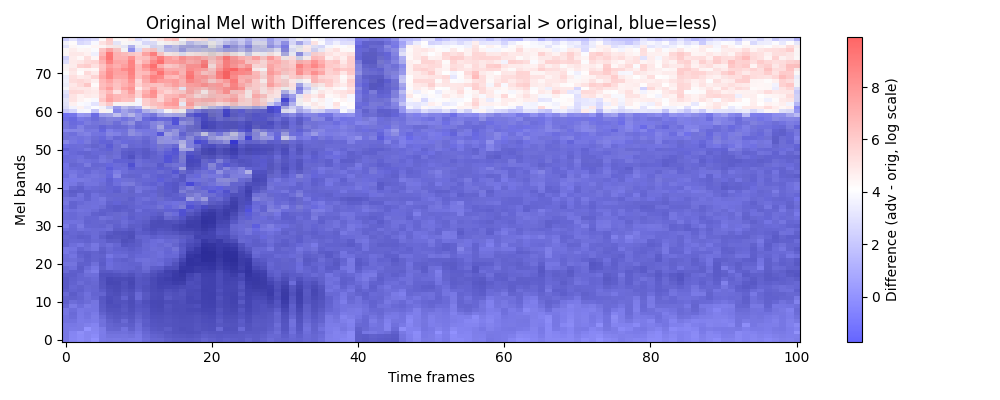 Original Mel with Differences (red=adversarial > original, blue=less)
70
60
50
40
30
20
10
0
Mel bands
0 20 40 60 80 100
Time frames
8
6
4
2
0
Difference (adv - orig, log scale)